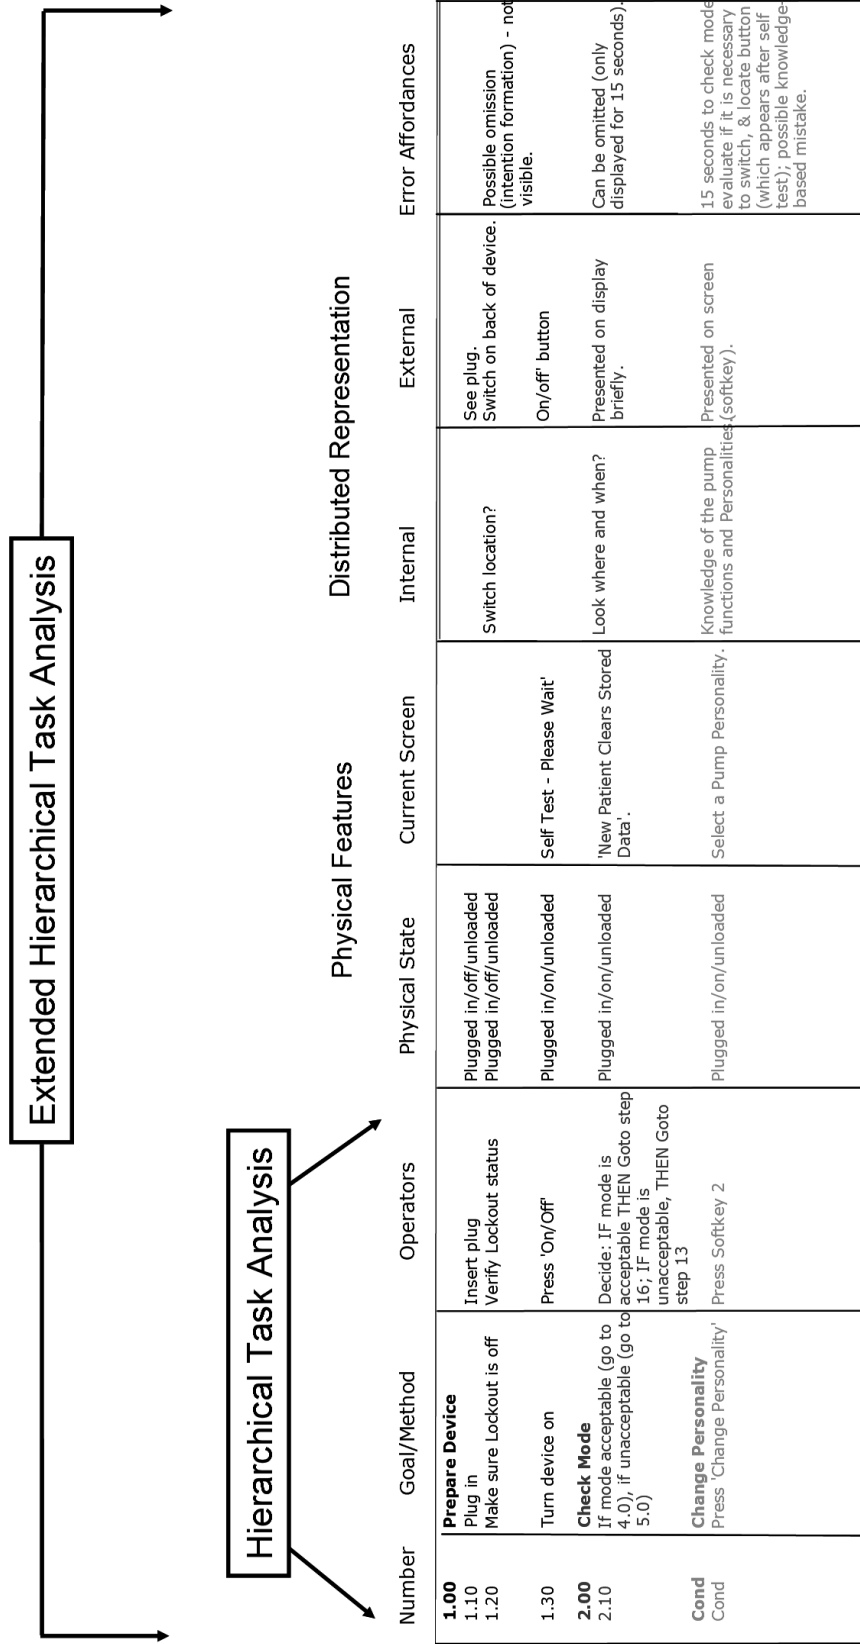 Extended Hierarchical Task Analysis
Hierarchical Task Analysis
Physical Features
Distributed Representation
Number
Goal/Method
Operators
Physical State
Current Screen
Internal
External
Error Affordances
1.00
Prepare Device
1.10
Plug in
Insert plug
Plugged in/off/unloaded
See plug.
1.20
Make sure Lockout is off
Verify Lockout status
Plugged in/off/unloaded
Switch location?
Switch on back of device.
Possible omission
(intention formation) - not
visible.
1.30
Turn device on
Press 'On/Off'
Plugged in/on/unloaded
Self Test - Please Wait'
On/off' button
2.00
Check Mode
2.10
If mode acceptable (go to
4.0), if unacceptable (go to
5.0)
Decide: IF mode is
acceptable THEN Goto step
16; IF mode is
unacceptable, THEN Goto
step 13
Plugged in/on/unloaded
'New Patient Clears Stored
Data'.
Look where and when?
Presented on display
briefly.
Can be omitted (only
displayed for 15 seconds).
Cond
Change Personality
Cond
Press 'Change Personality'
Press Softkey 2
Plugged in/on/unloaded
Select a Pump Personality.
Knowledge of the pump
functions and Personalities.
Presented on screen
(softkey).
15 seconds to check mode
evaluate if it is necessary
to switch, & locate button
(which appears after self
test); possible knowledge-
based mistake.